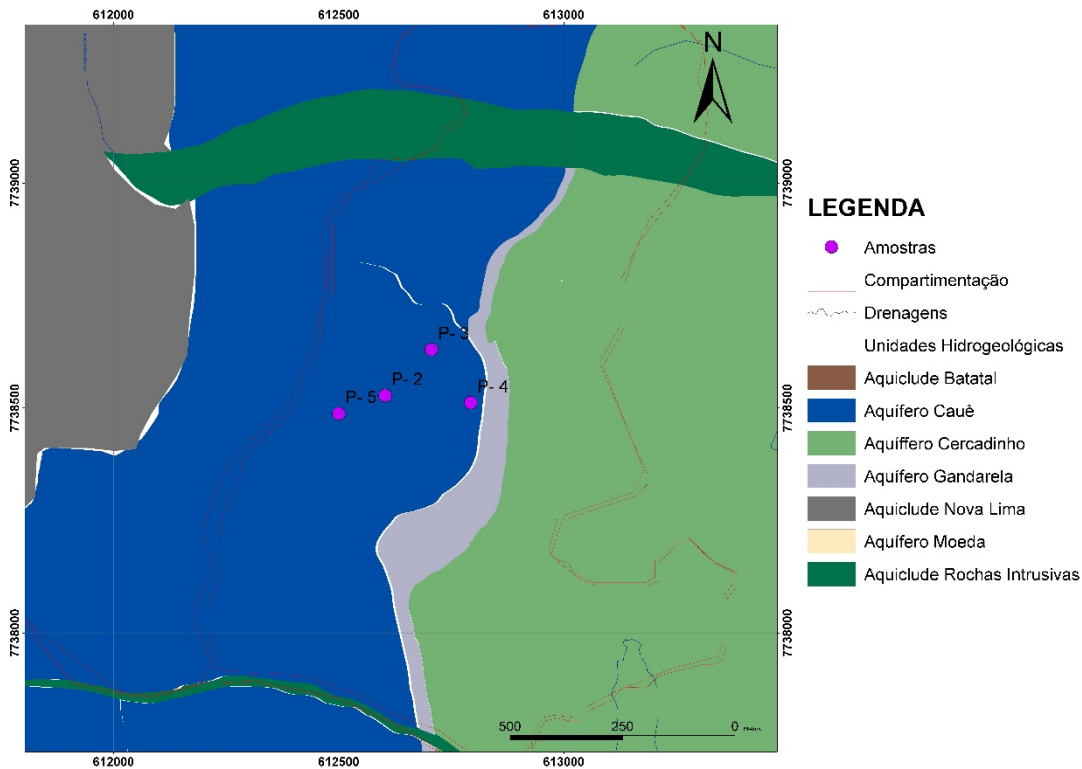 612000 612500 613000
N
7739000 7739000
LEGENDA
Amostras
Compartimentação
Drenagens
Unidades Hidrogeológicas
P- 3
P- 2
P- 5
P- 4
Aquiclude Batatal
7738500 7738500
Aquífero Cauê
Aquíffero Cercadinho
Aquífero Gandarela
Aquiclude Nova Lima
Aquífero Moeda
Aquiclude Rochas Intrusivas
7738000 7738000
500 250 0
612000 612500 613000